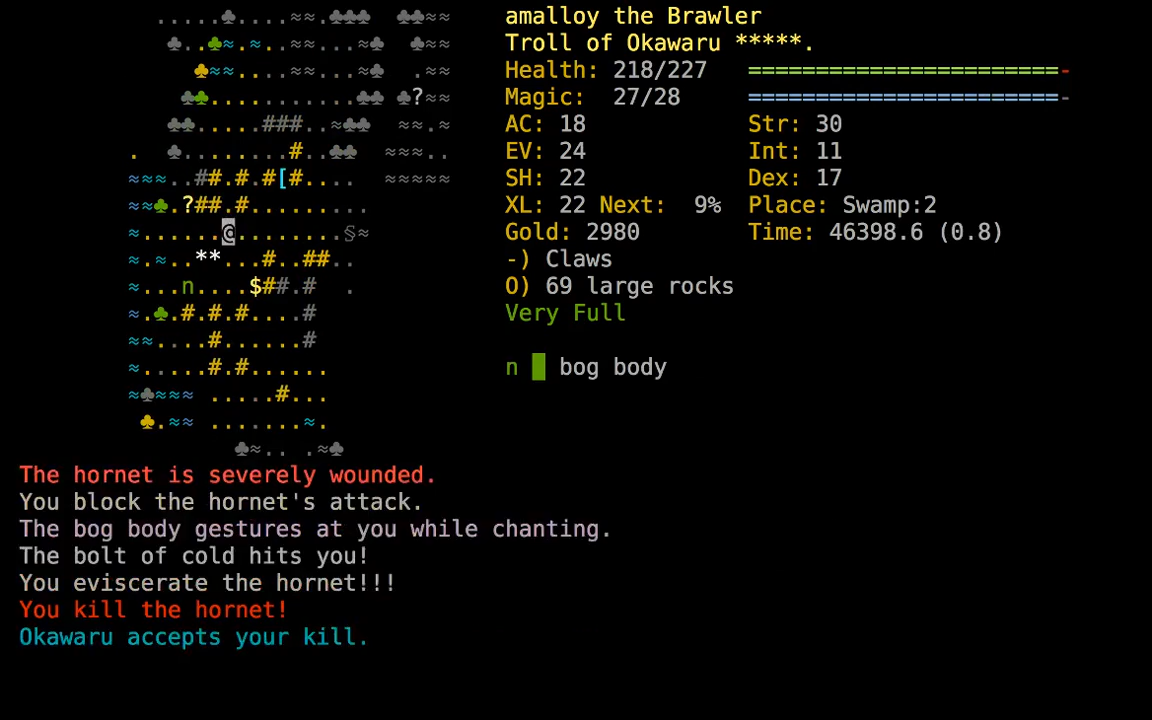 amalloy the Brawler
Troll of Okawaru *****.
Health: 218/227
Magic: 27/28
AC: 18 Str: 30
EV: 24 Int: 11
SH: 22 Dex: 17
XL: 22 Next: 9% Place: Swamp:2
Gold: 2980 Time: 46398.6 (0.8)
-) Claws
O) 69 large rocks
Very Full
n bog body
The hornet is severely wounded.
You block the hornet's attack.
The bog body gestures at you while chanting.
The bolt of cold hits you!
You eviscerate the hornet!!!
You kill the hornet!
Okawaru accepts your kill.